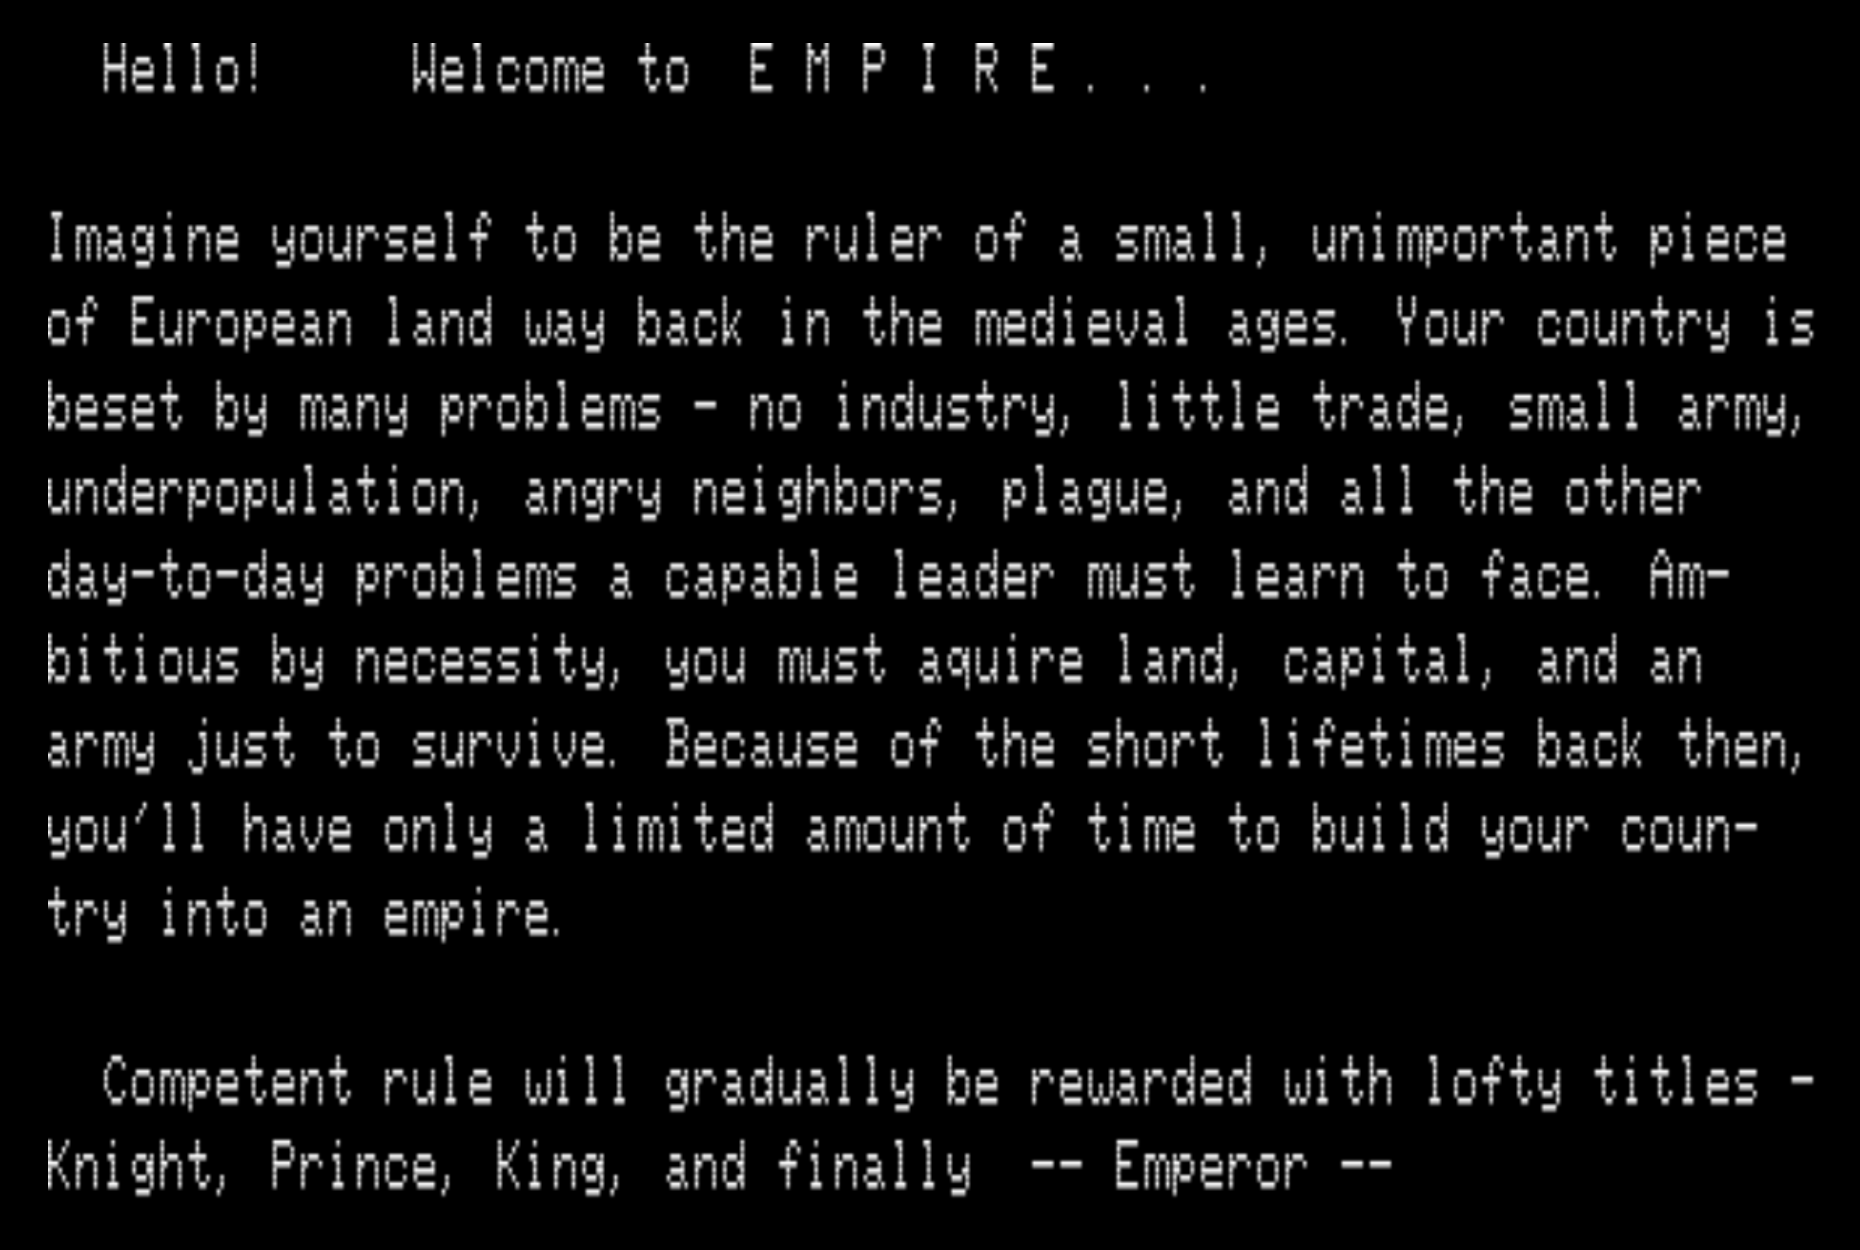 Hello!     Welcome to  E M P I R E . . .
Imagine yourself to be the ruler of a small, unimportant piece
of European land way back in the medieval ages. Your country is
beset by many problems - no industry, little trade, small army,
underpopulation, angry neighbors, plague, and all the other
day-to-day problems a capable leader must learn to face. Am-
bitious by necessity, you must aquire land, capital, and an
army just to survive. Because of the short lifetimes back then,
you'll have only a limited amount of time to build your coun-
try into an empire.
Competent rule will gradually be rewarded with lofty titles -
Knight, Prince, King, and finally  -- Emperor --